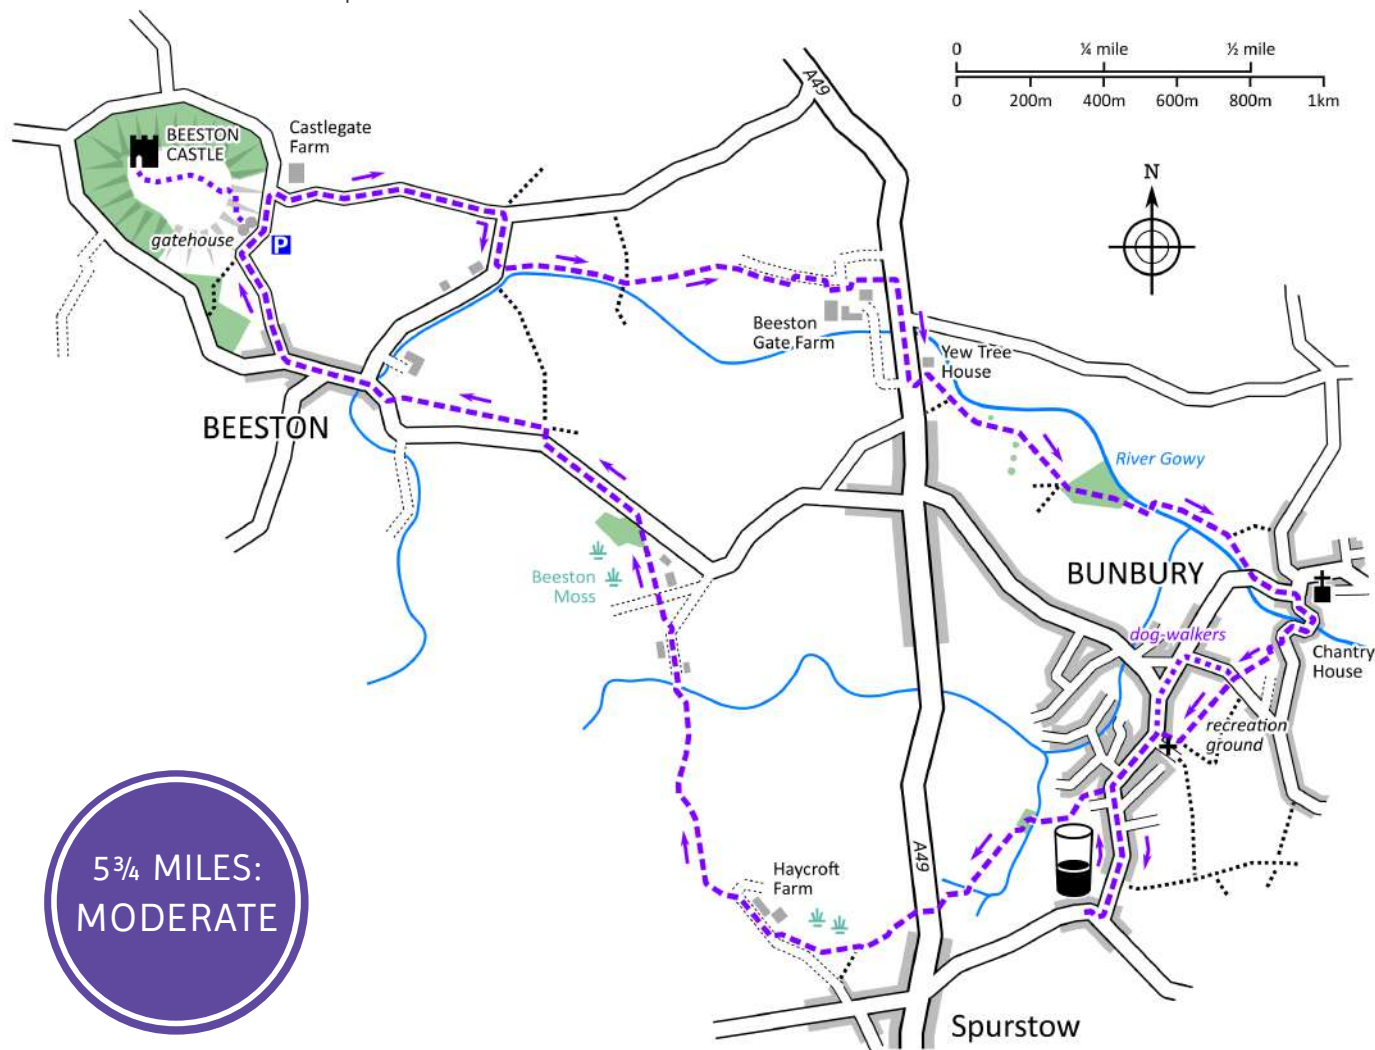 0 ¼ mile ½ mile
0 200m 400m 600m 800m 1km
A49
BEESTON
CASTLE
Castlegate
Farm
N
gatehouse
P
Beeston
Gate Farm
Yew Tree
House
BEESTON
River Gowy
Beeston
Moss
BUNBURY
dog-walkers
Chantry
House
recreation
ground
A49
Haycroft
Farm
5¾ MILES:
MODERATE
Spurstow